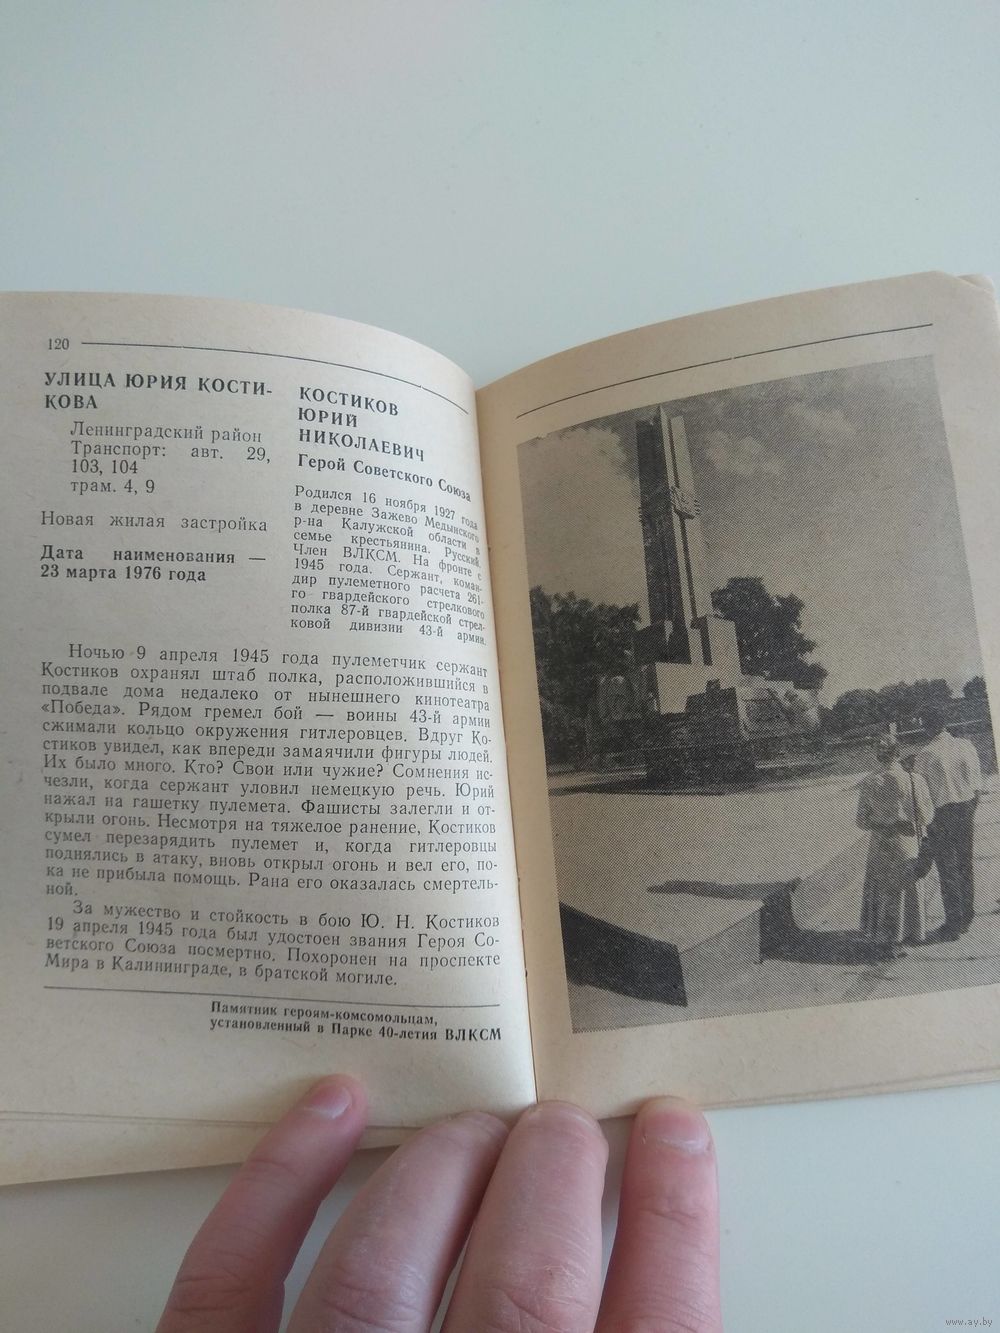 120
УЛИЦА ЮРИЯ КОСТИ-
КОВА
Ленинградский район
Транспорт: авт. 29,
103, 104
трам. 4, 9
Новая жилая застройка
Дата наименования —
23 марта 1976 года
КОСТИКОВ
ЮРИЙ
НИКОЛАЕВИЧ
Герой Советского Союза
Родился 16 ноября 1927 года
в деревне Зажево Медынского
р-на Калужской области в
семье крестьянина. Русский.
Член ВЛКСМ. На фронте с
1945 года. Сержант, коман-
дир пулеметного расчета 261-
го гвардейского стрелкового
полка 87-й гвардейской стрел-
ковой дивизии 43-й армии.
Ночью 9 апреля 1945 года пулеметчик сержант
Костиков охранял штаб полка, расположившийся в
подвале дома недалеко от нынешнего кинотеатра
«Победа». Рядом гремел бой — воины 43-й армии
сжимали кольцо окружения гитлеровцев. Вдруг Ко-
стиков увидел, как впереди замаячили фигуры людей.
Их было много. Кто? Свои или чужие? Сомнения ис-
чезли, когда сержант уловил немецкую речь. Юрий
нажал на гашетку пулемета. Фашисты залегли и от-
крыли огонь. Несмотря на тяжелое ранение, Костиков
сумел перезарядить пулемет и, когда гитлеровцы
поднялись в атаку, вновь открыл огонь и вел его, по-
ка не прибыла помощь. Рана его оказалась смертель-
ной.
За мужество и стойкость в бою Ю. Н. Костиков
19 апреля 1945 года был удостоен звания Героя Со-
ветского Союза посмертно. Похоронен на проспекте
Мира в Калининграде, в братской могиле.
Памятник героям-комсомольцам,
установленный в Парке 40-летия ВЛКСМ
www.ay.by